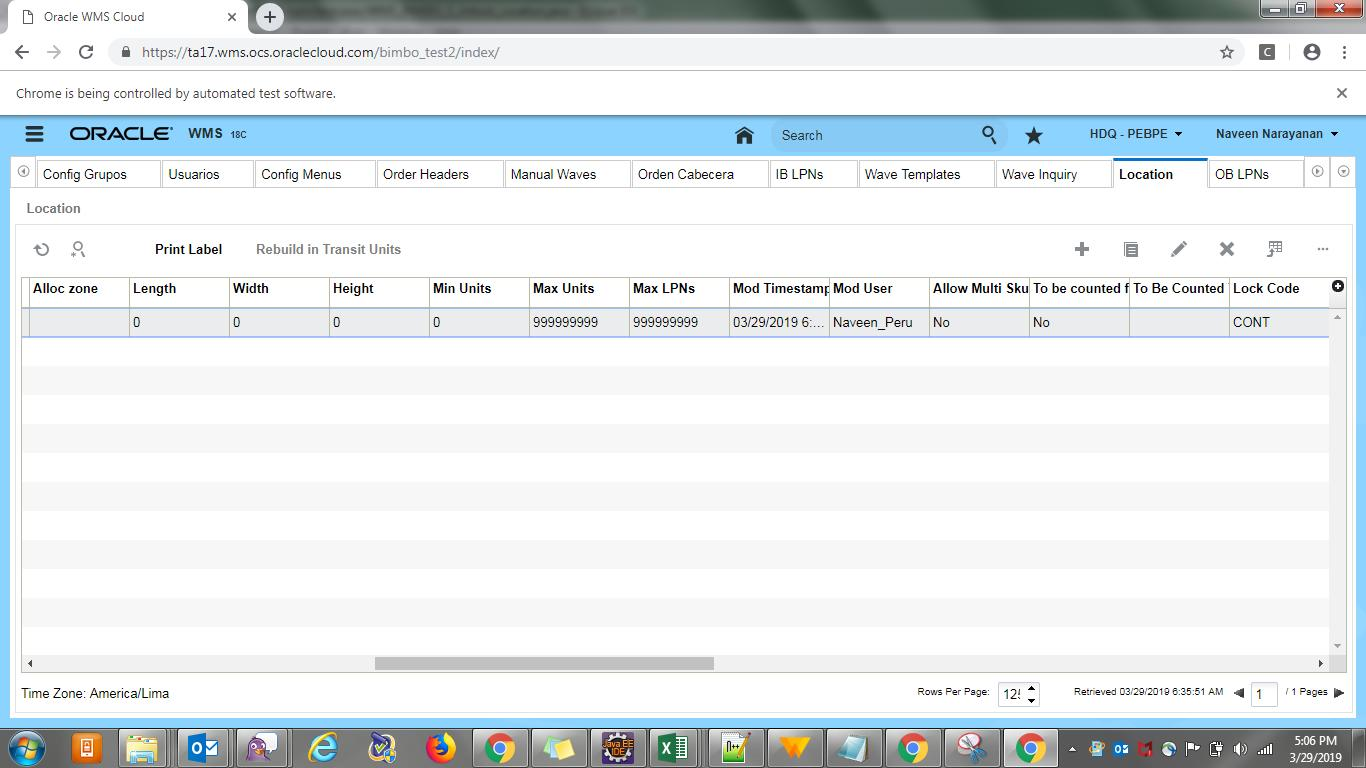 Oracle WMS Cloud
https://ta17.wms.ocs.oraclecloud.com/bimbo_test2/index/
C
Chrome is being controlled by automated test software.
ORACLE WMS 18C
Search
HDQ - PEBPE
Naveen Narayanan
Config Grupos
Usuarios
Config Menus
Order Headers
Manual Waves
Orden Cabecera
IB LPNs
Wave Templates
Wave Inquiry
Location
OB LPNs
Location
Print Label
Rebuild in Transit Units
Alloc zone Length Width Height Min Units Max Units Max LPNs Mod Timestamp Mod User Allow Multi Sku To be counted f To Be Counted Lock Code
0 0 0 0 999999999 999999999 03/29/2019 6:... Naveen_Peru No No CONT
Time Zone: America/Lima
Rows Per Page: 12
Retrieved 03/29/2019 6:35:51 AM
1 / 1 Pages
Java EE
IDE
5:06 PM
3/29/2019